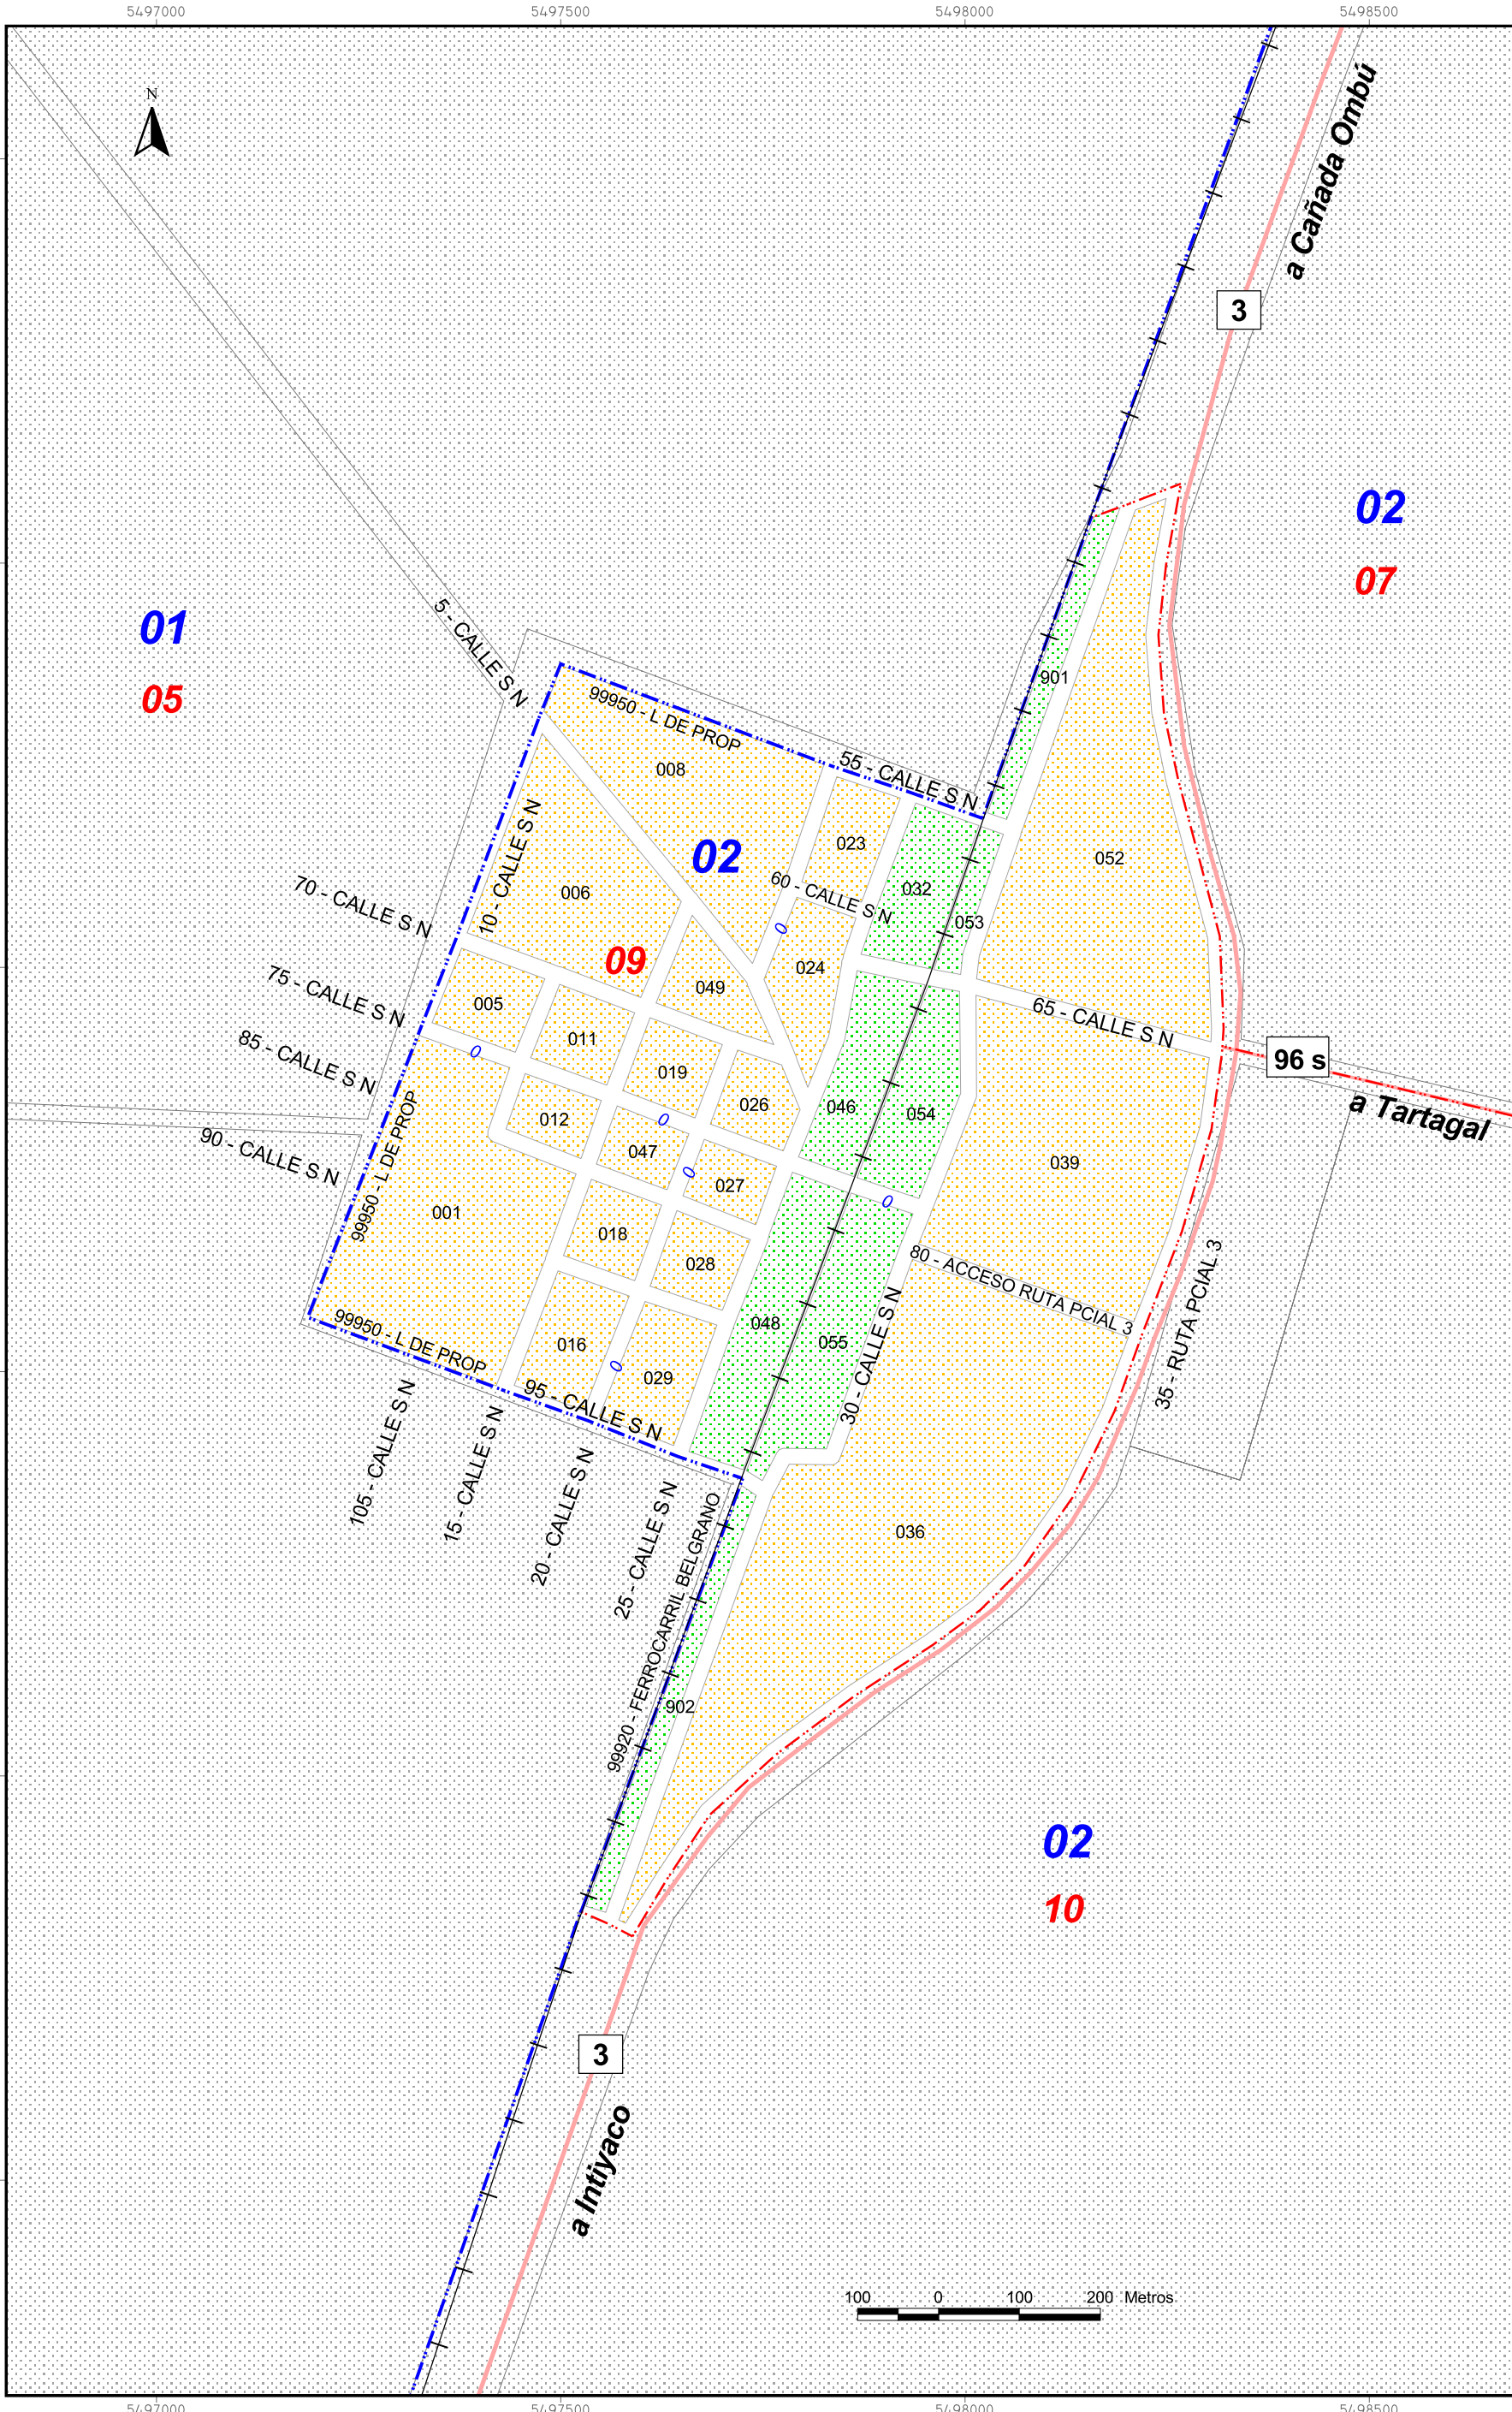 5497000
5497500
5498000
5498500
N
a Cañada Ombú
3
02
07
01
05
5 - CALLE S N
901
99950 - L DE PROP
008
55 - CALLE S N
10 - CALLE S N
02
023
052
70 - CALLE S N
006
60 - CALLE S N
032
053
0
09
024
049
75 - CALLE S N
005
65 - CALLE S N
011
0
85 - CALLE S N
96 s
019
a Tartagal
026
046
054
012
0
90 - CALLE S N
99950 - L DE PROP
047
039
0
027
001
0
018
028
80 - ACCESO RUTA PCIAL 3
35 - RUTA PCIAL 3
048
055
30 - CALLE S N
99950 - L DE PROP
016
0
029
95 - CALLE S N
105 - CALLE S N
15 - CALLE S N
20 - CALLE S N
25 - CALLE S N
99920 - FERROCARRIL BELGRANO
036
902
02
10
3
a Intiyaco
100
0
100
200
Metros
5497000
5497500
5498000
5498500